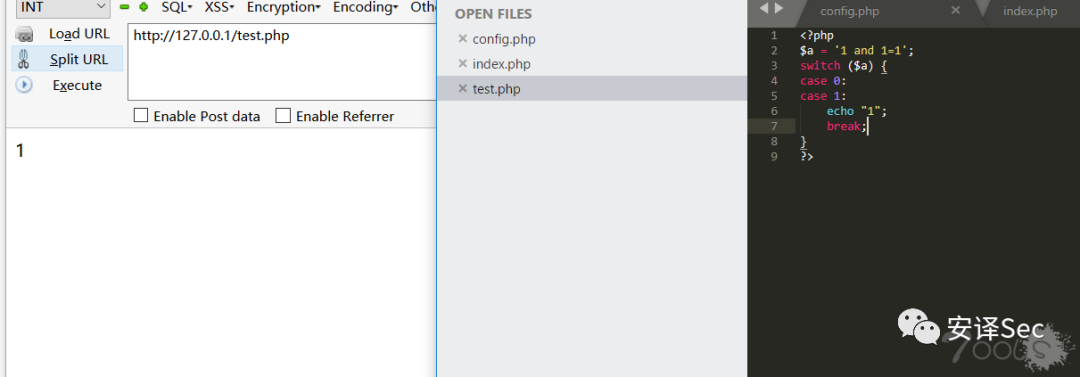 INT SQL XSS Encryption Encoding
Load URL
Split URL
Execute
http://127.0.0.1/test.php
Enable Post data Enable Referrer
1
OPEN FILES
config.php
index.php
test.php
config.php index.php
1 <?php
2 $a = '1 and 1=1';
3 switch ($a) {
4 case 0:
5 case 1:
6 echo "1";
7 break;
8 }
9 ?>
安译Sec
7ools